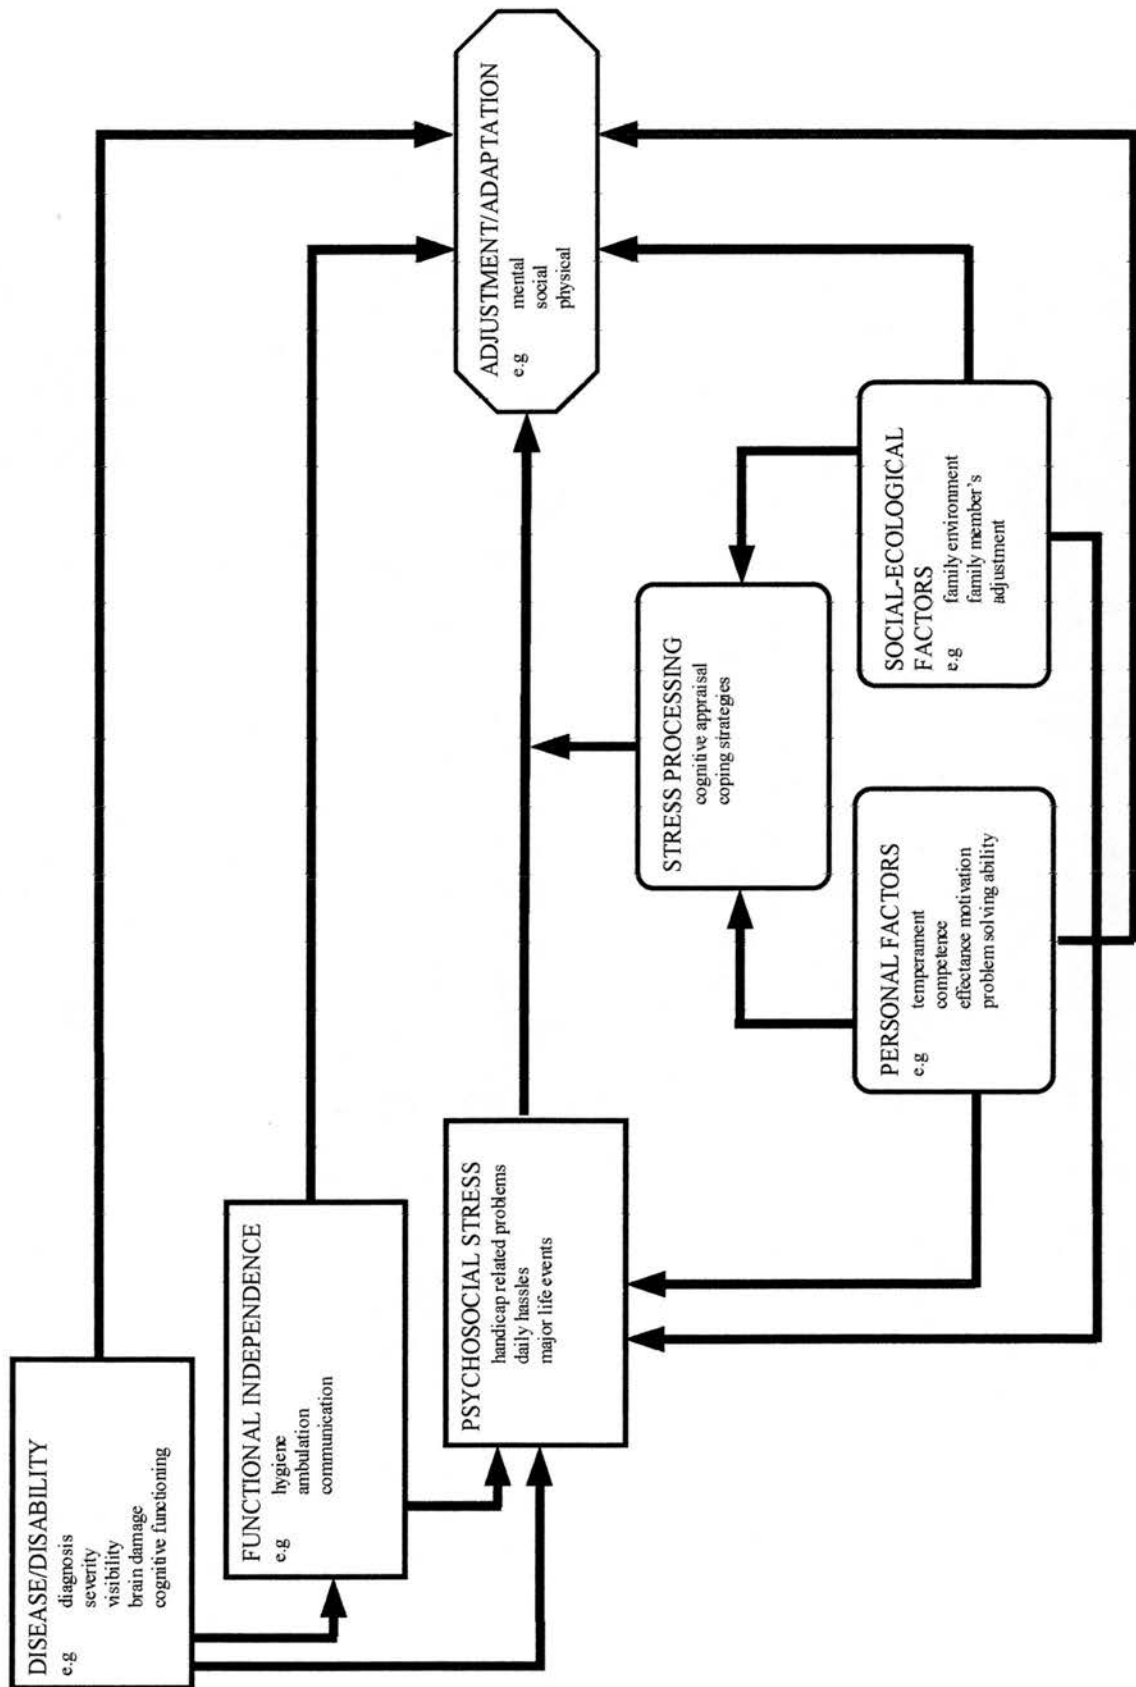 DISEASE/DISABILITY
e.g diagnosis
severity
visibility
brain damage
cognitive functioning
FUNCTIONAL INDEPENDENCE
e.g hygiene
ambulation
communication
PSYCHOSOCIAL STRESS
handicap related problems
daily hassles
major life events
ADJUSTMENT/ADAPTATION
e.g mental
social
physical
STRESS PROCESSING
cognitive appraisal
coping strategies
PERSONAL FACTORS
e.g temperament
competence
effectance motivation
problem solving ability
SOCIAL-ECOLOGICAL
FACTORS
e.g family environment
family member's
adjustment